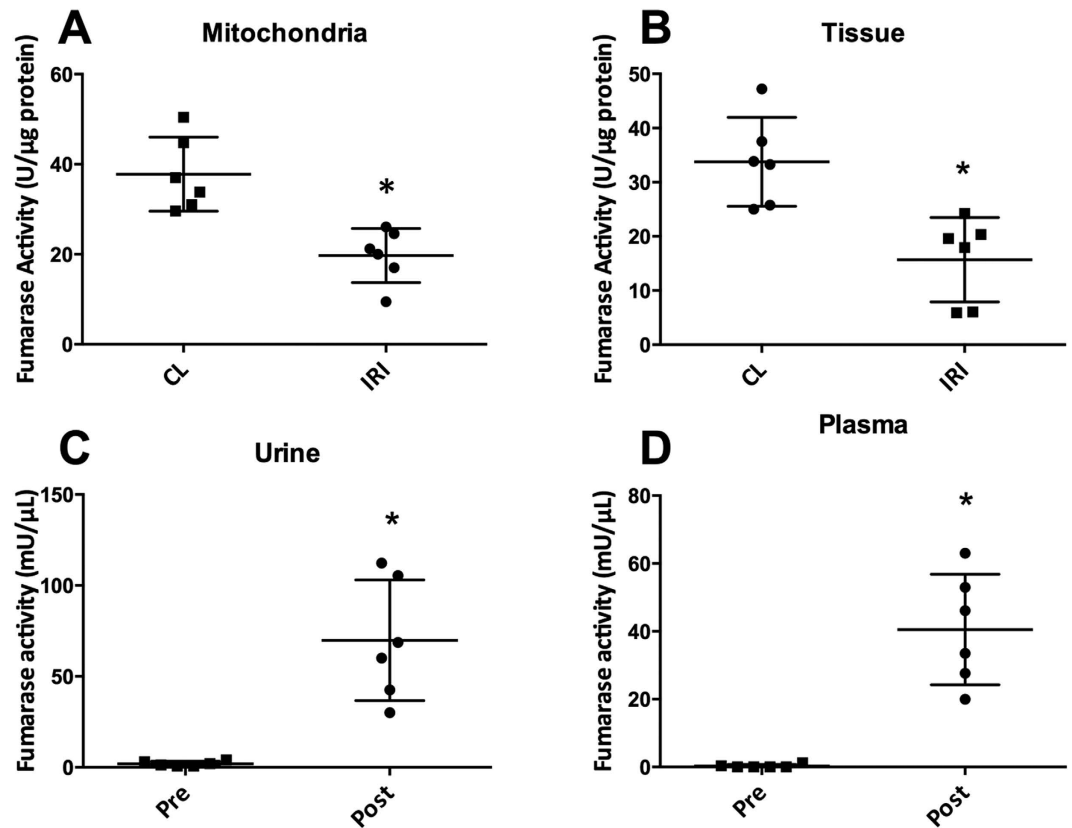 A
Mitochondria
Fumarase Activity (U/µg protein)
60
40
20
0
*
CL
IRI
B
Tissue
Fumarase Activity (U/µg protein)
50
40
30
20
10
0
*
CL
IRI
C
Urine
Fumarase activity (mU/µL)
150
100
50
0
*
Pre
Post
D
Plasma
Fumarase activity (mU/µL)
80
60
40
20
0
*
Pre
Post